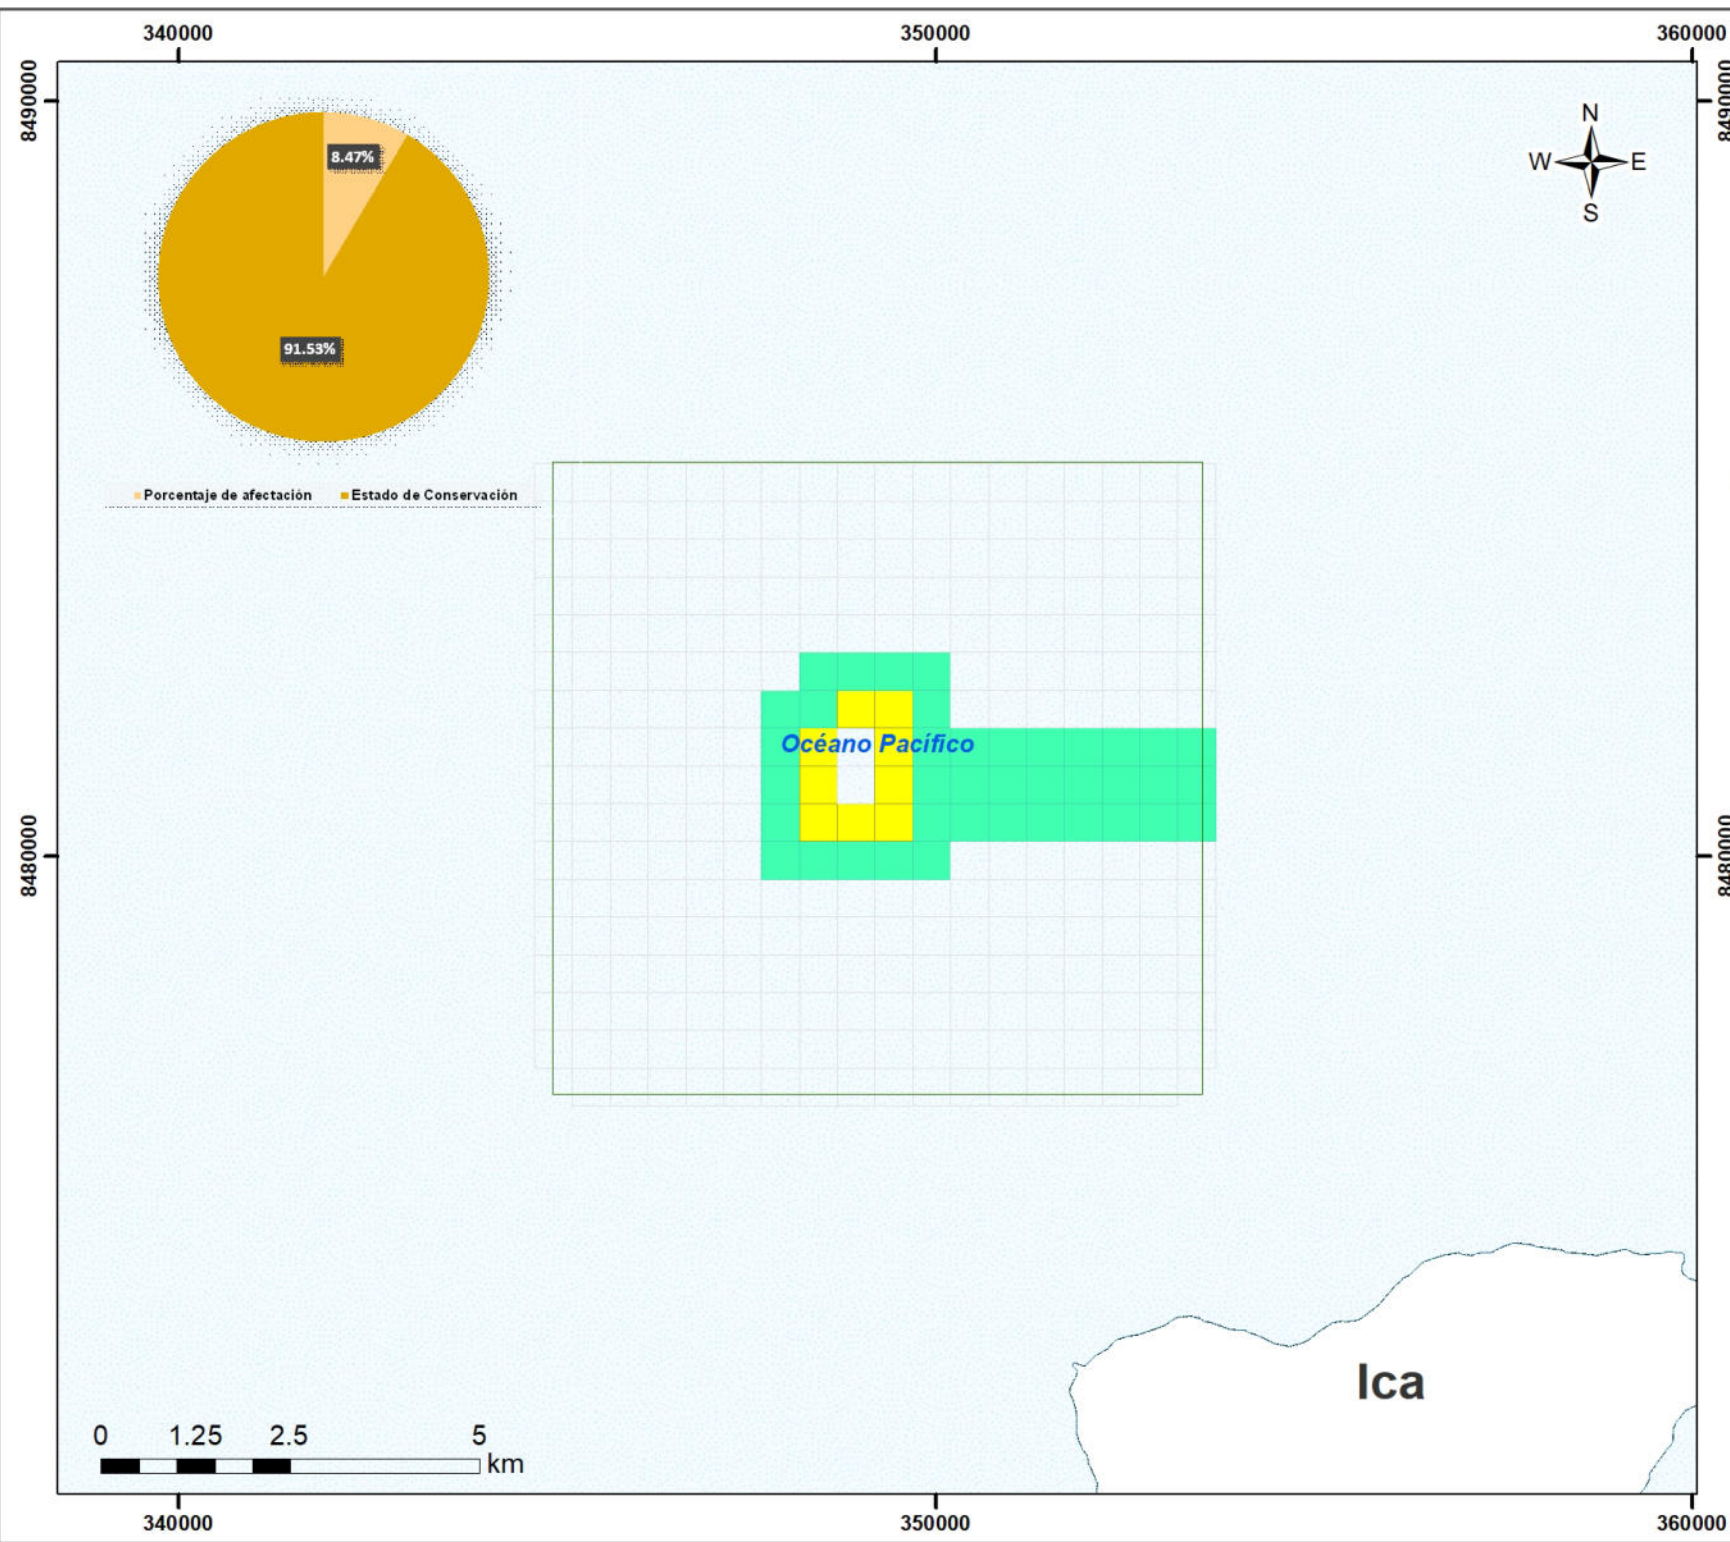 340000 350000 360000
8490000 8490000
N
W E
S
8.47%
91.53%
Porcentaje de afectación Estado de Conservación
Océano Pacífico
8480000 8480000
Ica
0 1.25 2.5 5
km
340000 350000 360000